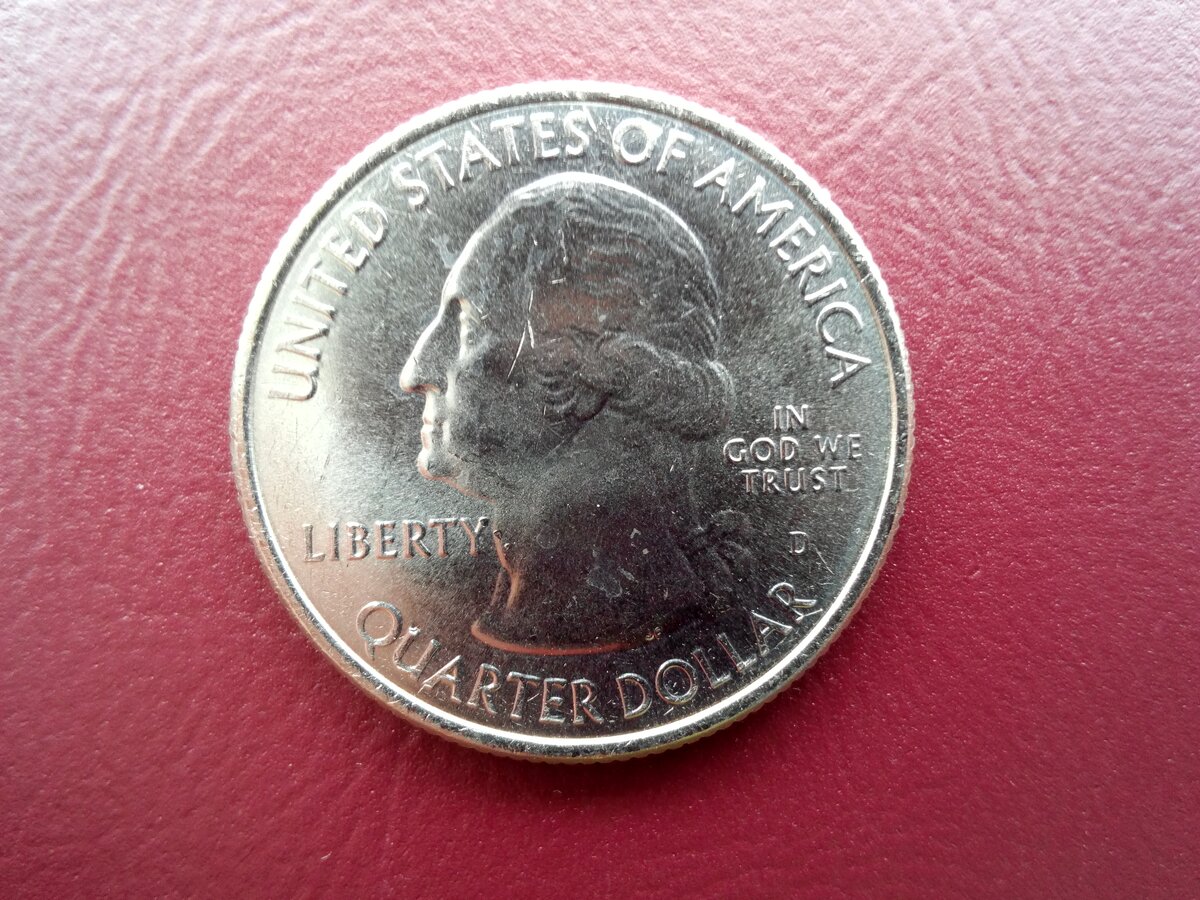 UNITED STATES OF AMERICA
IN
GOD WE
TRUST
LIBERTY
D
QUARTER DOLLAR